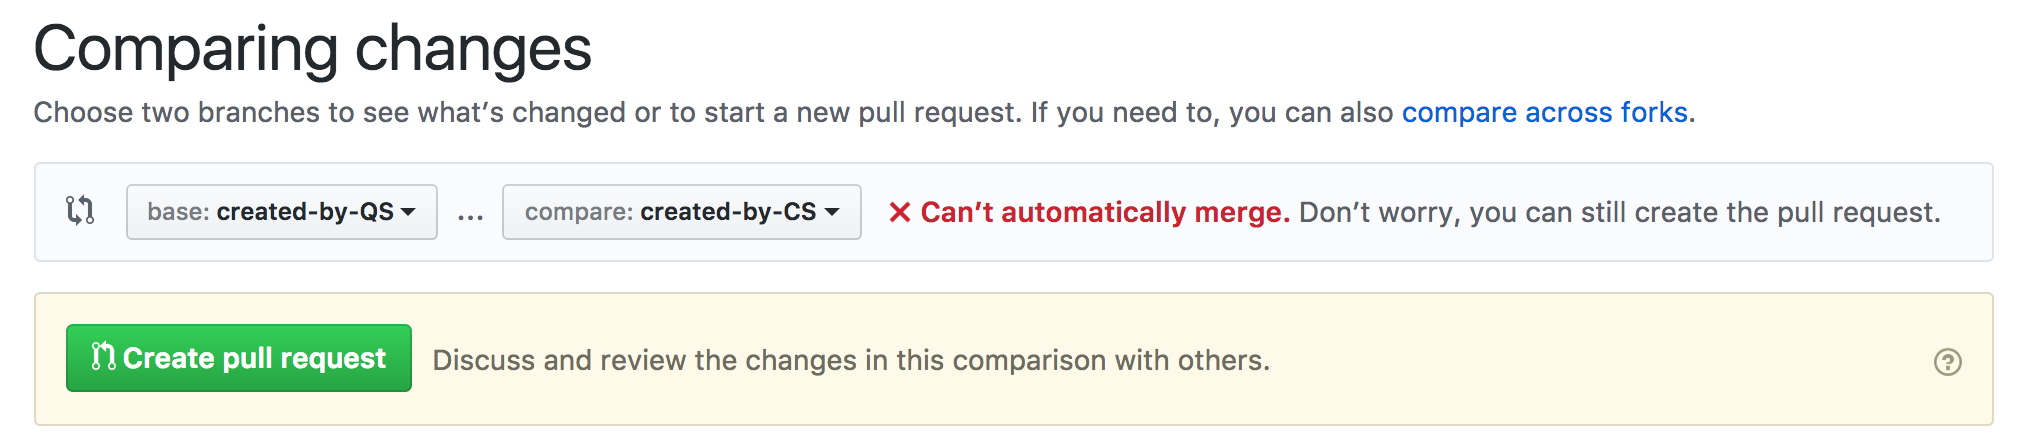 Comparing changes
Choose two branches to see what’s changed or to start a new pull request. If you need to, you can also compare across forks.
base: created-by-QS ... compare: created-by-CS Can’t automatically merge. Don’t worry, you can still create the pull request.
Create pull request Discuss and review the changes in this comparison with others. ?